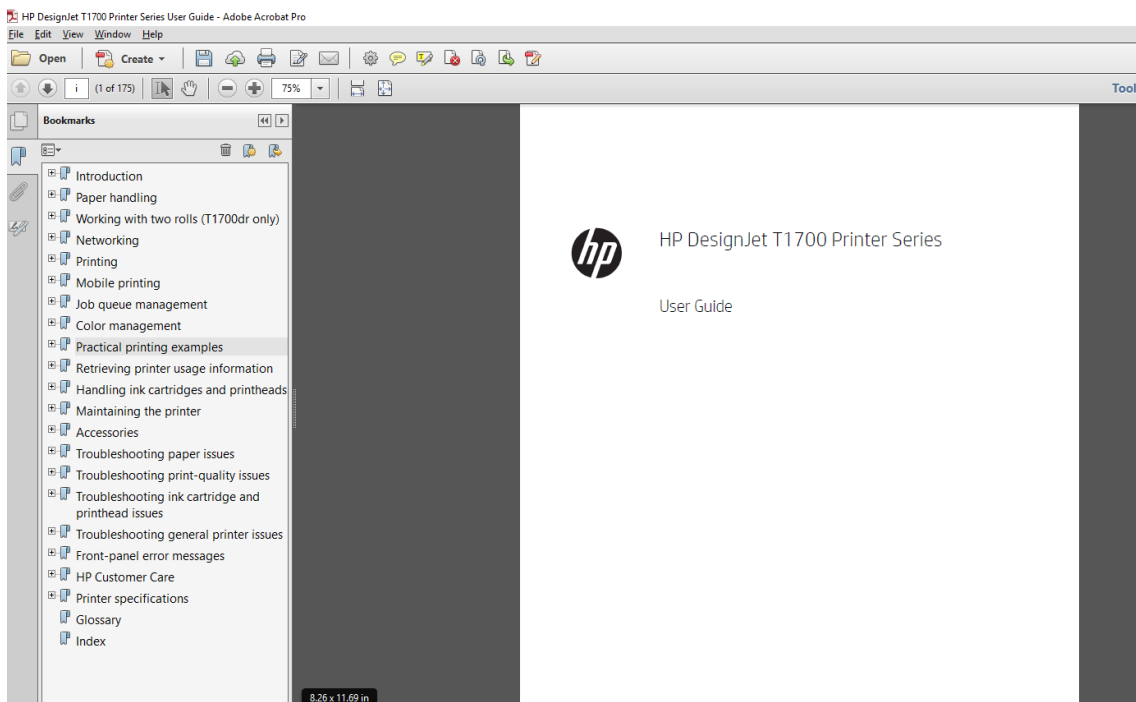 HP DesignJet T1700 Printer Series User Guide - Adobe Acrobat Pro
File Edit View Window Help
Open Create
i (1 of 175) 75% Tool
Bookmarks
Introduction
Paper handling
Working with two rolls (T1700dr only)
Networking
Printing
Mobile printing
Job queue management
Color management
Practical printing examples
Retrieving printer usage information
Handling ink cartridges and printheads
Maintaining the printer
Accessories
Troubleshooting paper issues
Troubleshooting print-quality issues
Troubleshooting ink cartridge and
printhead issues
Troubleshooting general printer issues
Front-panel error messages
HP Customer Care
Printer specifications
Glossary
Index
8.26 x 11.69 in
hp
HP DesignJet T1700 Printer Series
User Guide